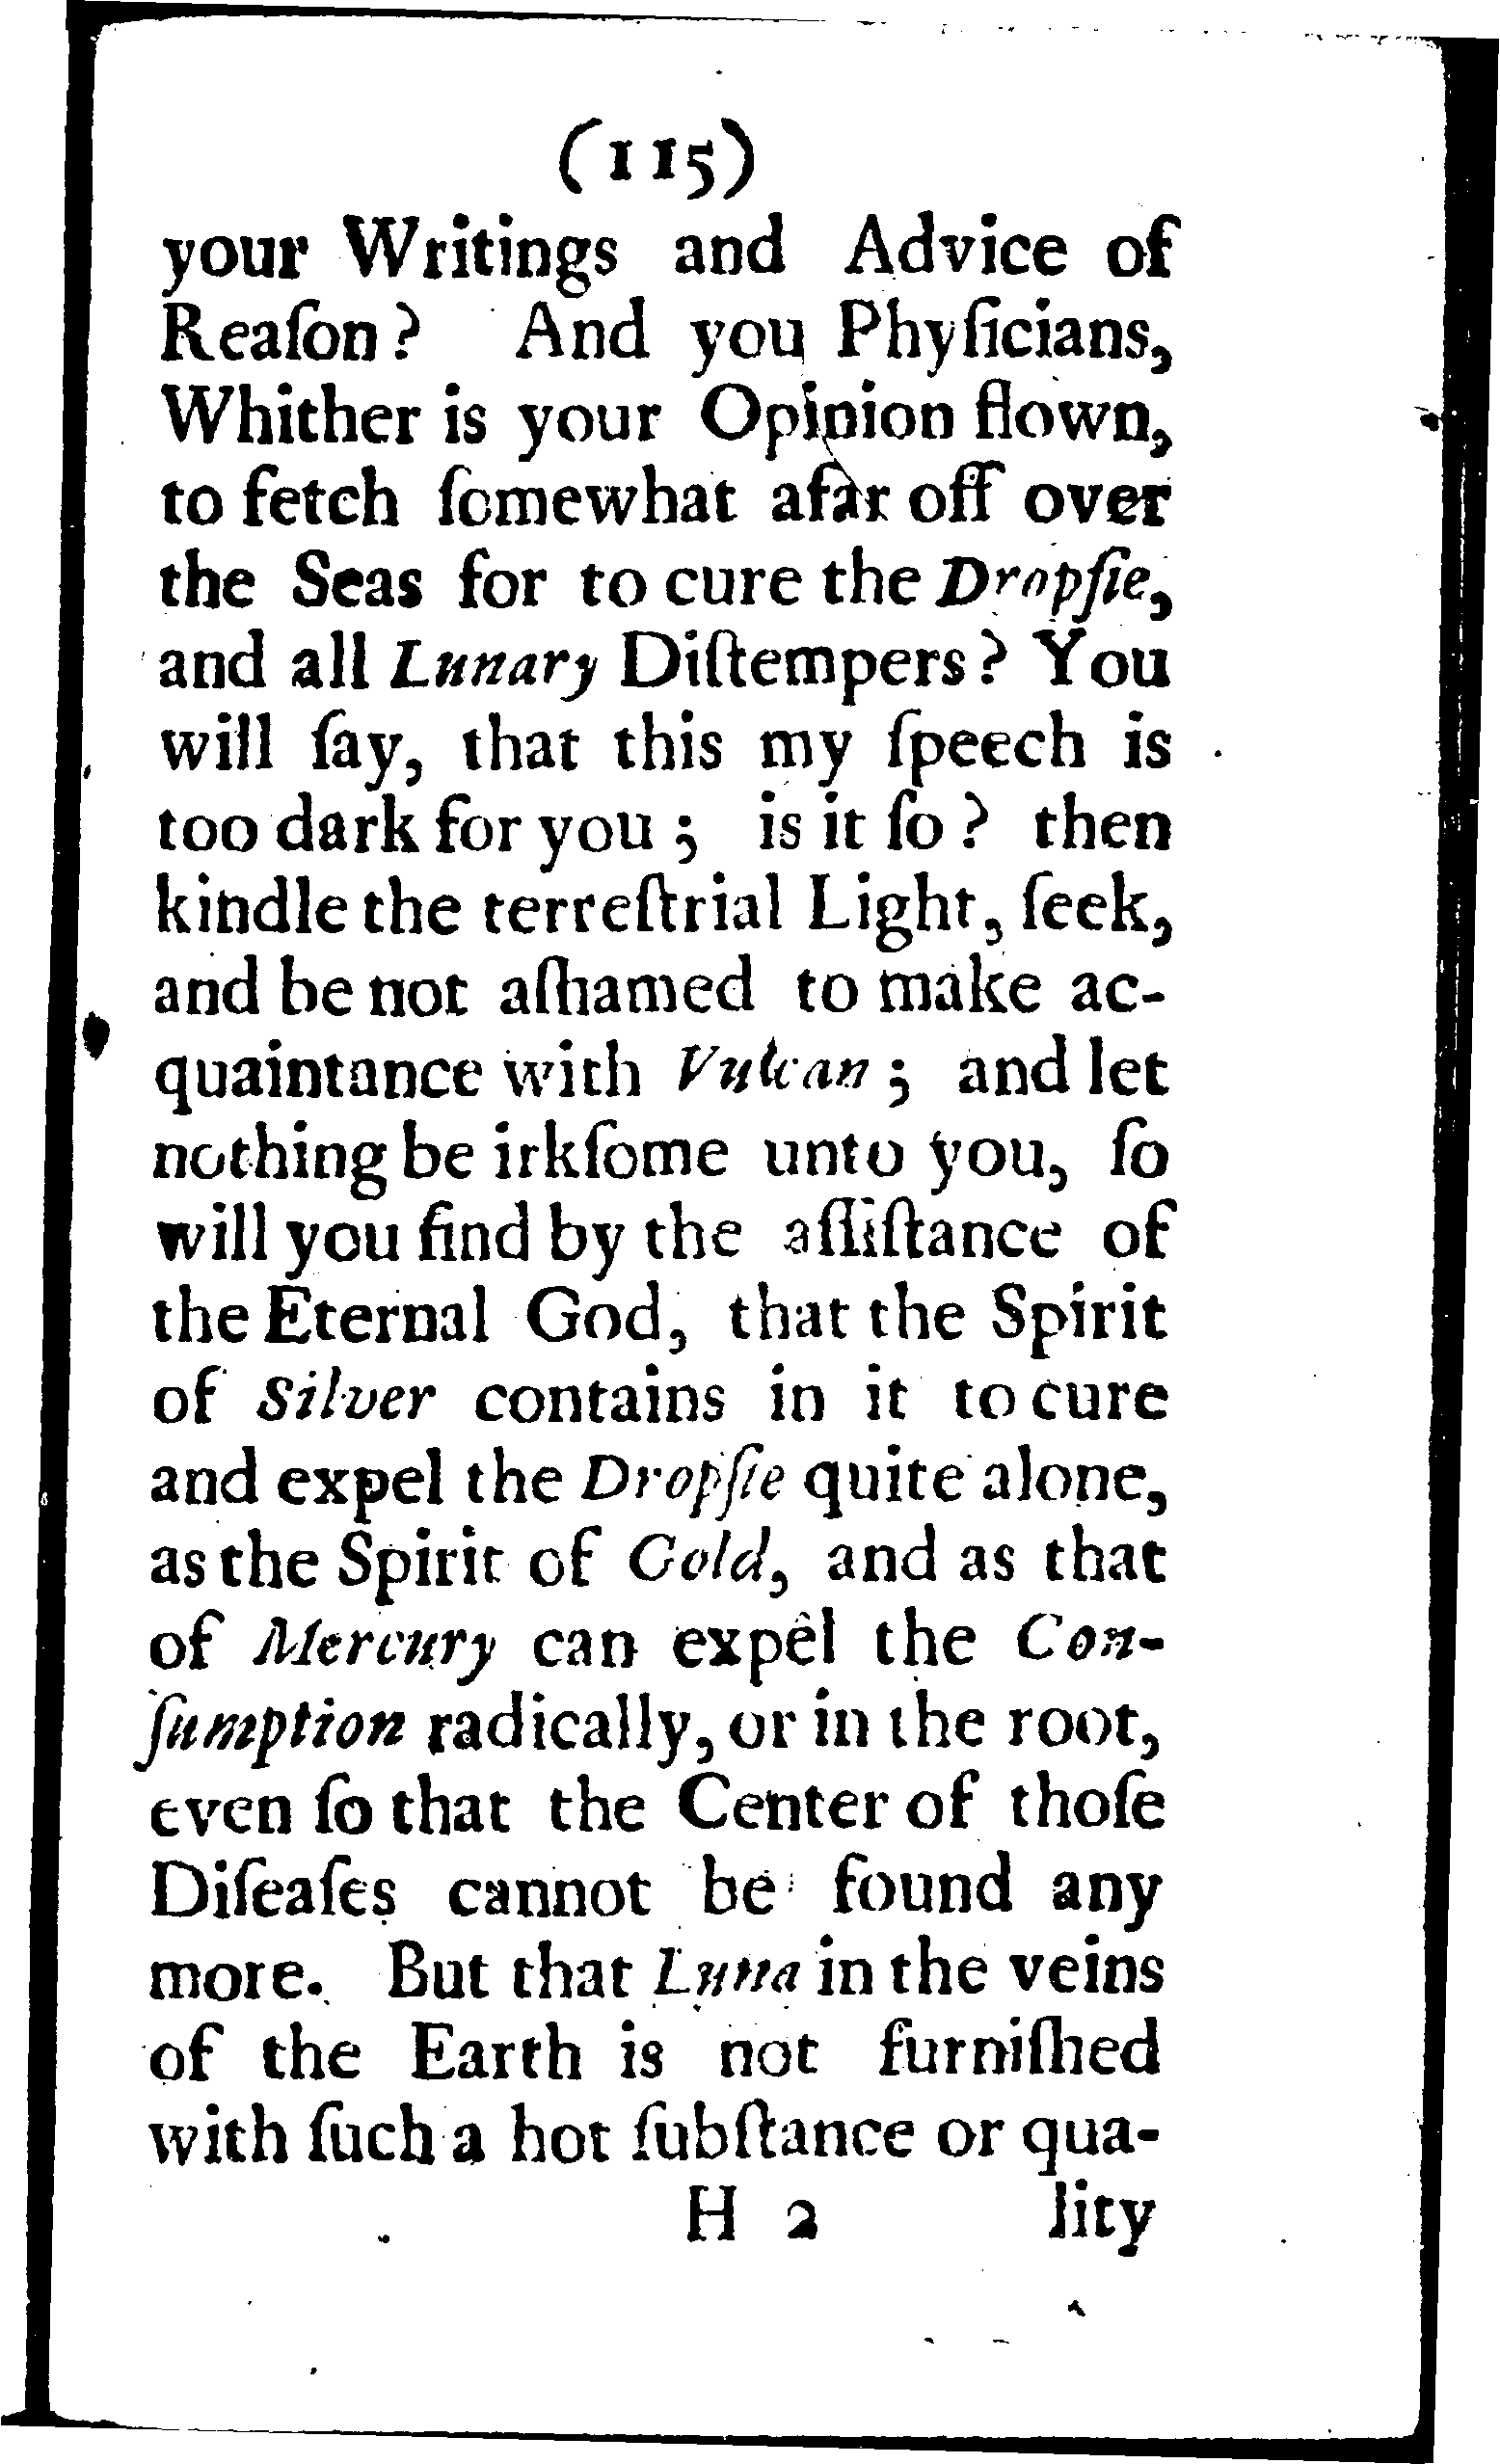 (115)
your Writings and Advice of
Reaſon? And you Phyſicians,
Whither is your Opinion flown,
to fetch ſomewhat afar off over
the Seas for to cure the Dropſie,
and all Lunary Diſtempers? You
will ſay, that this my ſpeech is
too dark for you; is it ſo? then
kindle the terreſtrial Light, ſeek,
and be not aſhamed to make ac-
quaintance with Vulcan; and let
nothing be irkſome unto you, ſo
will you find by the aſſiſtance of
the Eternal God, that the Spirit
of Silver contains in it to cure
and expel the Dropſie quite alone,
as the Spirit of Gold, and as that
of Mercury can expel the Con-
ſumption radically, or in the root,
even ſo that the Center of thoſe
Diſeaſes cannot be found any
more. But that Luna in the veins
of the Earth is not furniſhed
with ſuch a hot ſubſtance or qua-
H 2 lity